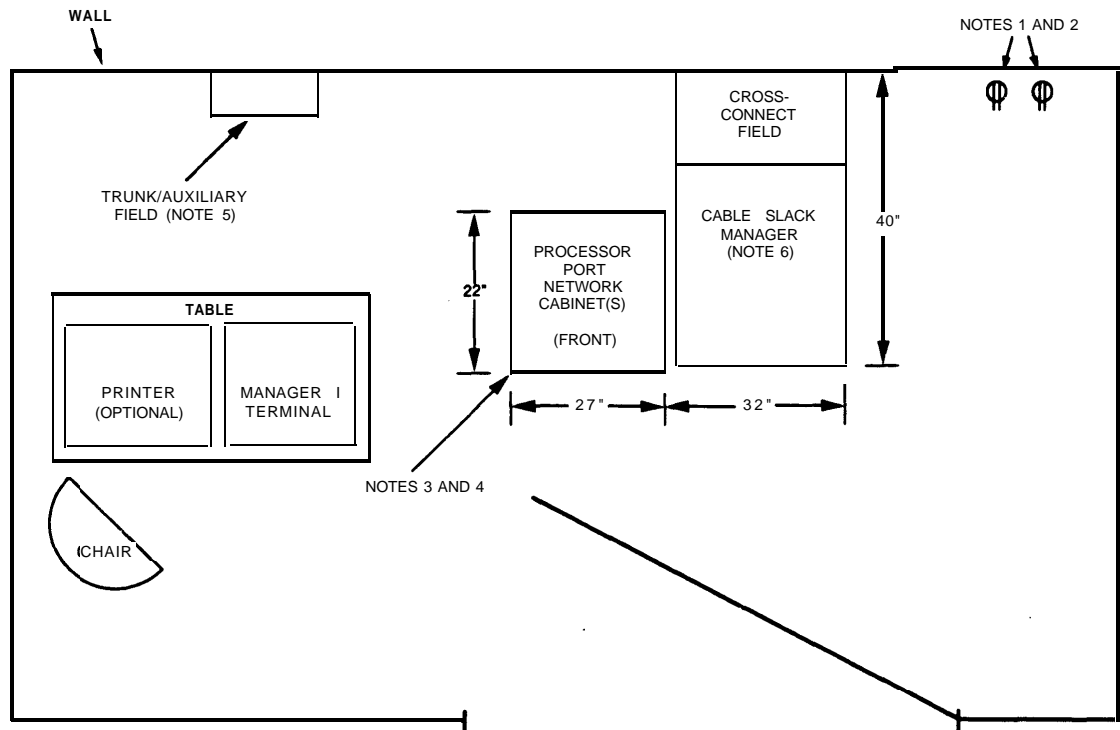 WALL
NOTES 1 AND 2
CROSS-
CONNECT
FIELD
TRUNK/AUXILIARY
FIELD (NOTE 5)
CABLE SLACK
MANAGER
(NOTE 6)
40"
PROCESSOR
PORT
NETWORK
CABINET(S)
(FRONT)
22"
TABLE
PRINTER
(OPTIONAL)
MANAGER I
TERMINAL
27"
32"
NOTES 3 AND 4
CHAIR